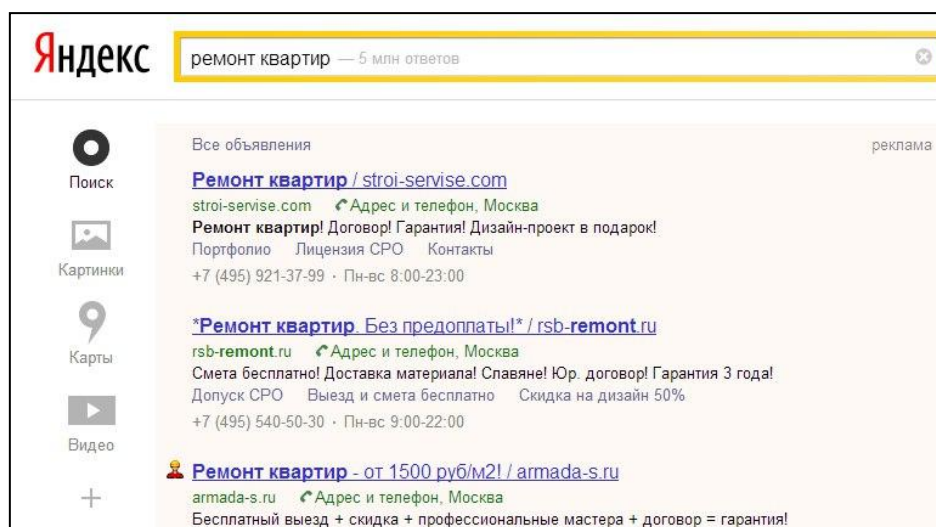 Яндекс
ремонт квартир — 5 млн ответов
Поиск
Картинки
Карты
Видео
Все объявления реклама
Ремонт квартир / stroi-servise.com
stroi-servise.com Адрес и телефон, Москва
Ремонт квартир! Договор! Гарантия! Дизайн-проект в подарок!
Портфолио Лицензия СРО Контакты
+7 (495) 921-37-99 · Пн-вс 8:00-23:00
*Ремонт квартир. Без предоплаты!* / rsb-remont.ru
rsb-remont.ru Адрес и телефон, Москва
Смета бесплатно! Доставка материала! Славяне! Юр. договор! Гарантия 3 года!
Допуск СРО Выезд и смета бесплатно Скидка на дизайн 50%
+7 (495) 540-50-30 · Пн-вс 9:00-22:00
Ремонт квартир - от 1500 руб/м2! / armada-s.ru
armada-s.ru Адрес и телефон, Москва
Бесплатный выезд + скидка + профессиональные мастера + договор = гарантия!